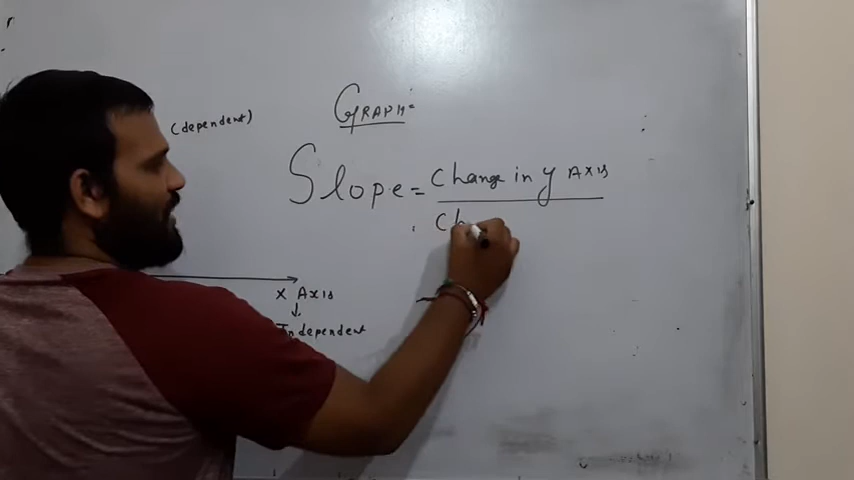 (dependent)
GRAPH=
Slope = Change in y AXIS
Ch
X AXIS
↓
Independent